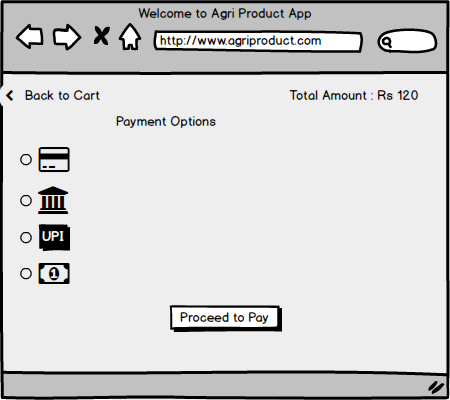 Welcome to Agri Product App
http://www.agriproduct.com
Back to Cart
Total Amount : Rs 120
Payment Options
UPI
1
Proceed to Pay